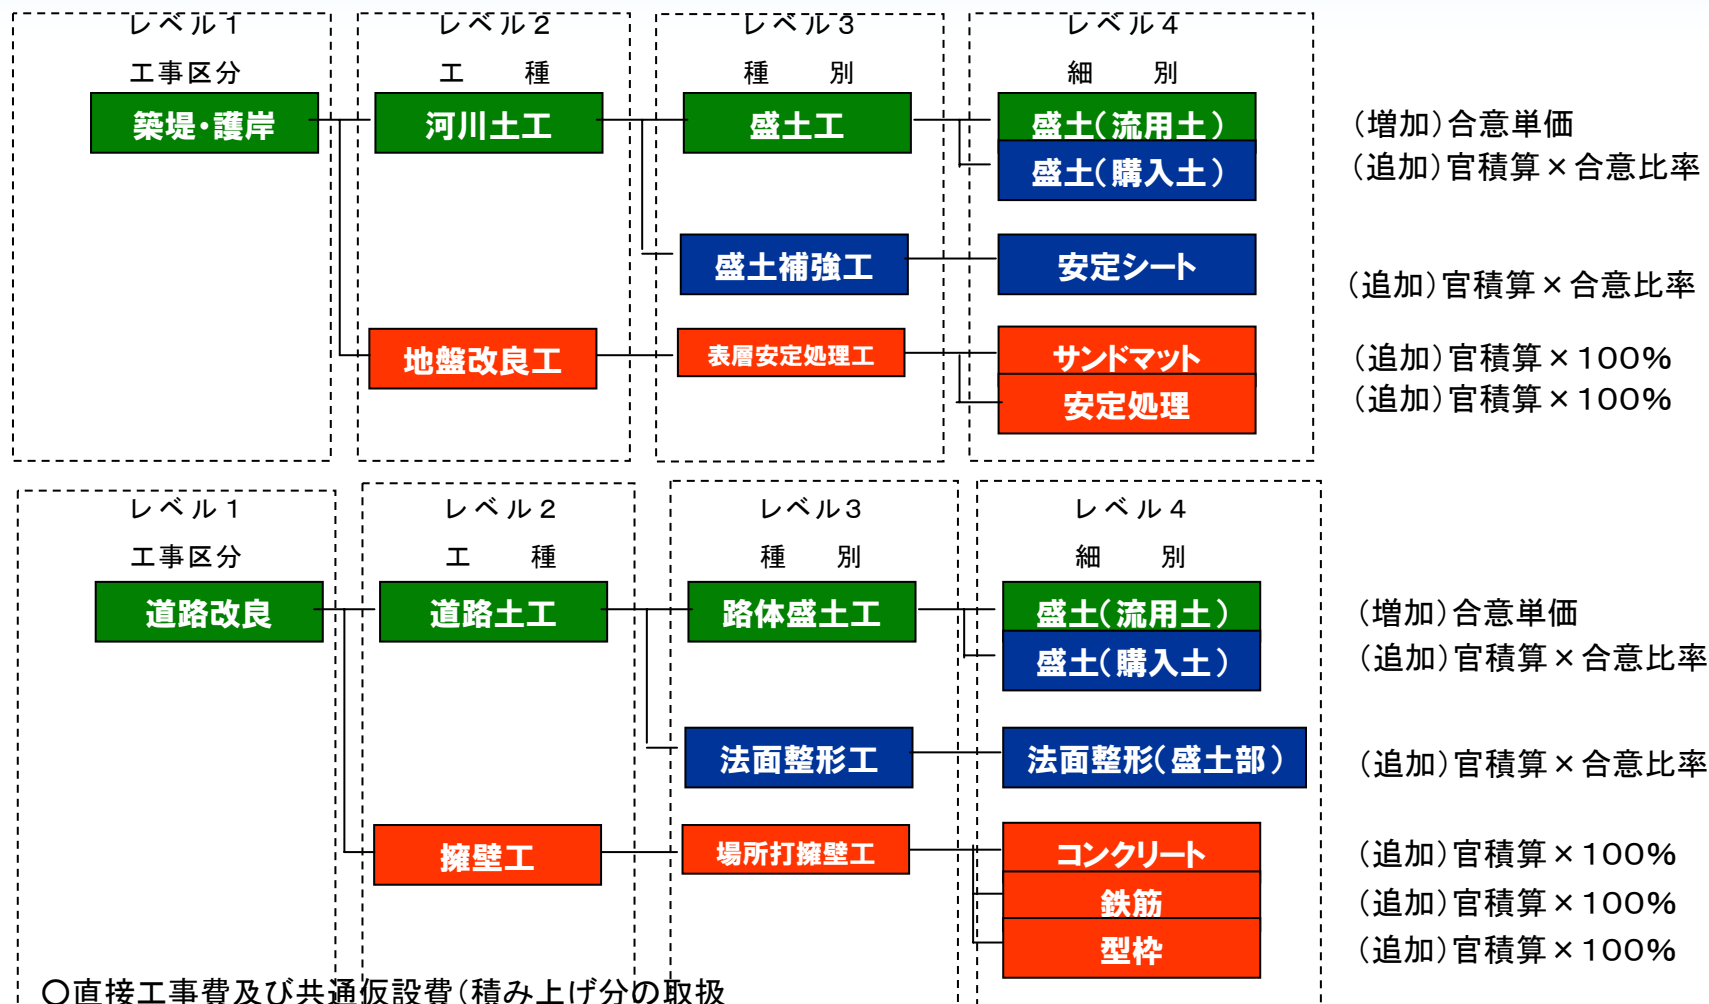 レベル1 レベル2 レベル3 レベル4
工事区分 工　種 種　別 細　別
築堤・護岸 河川土工 盛土工 盛土(流用土) (増加)合意単価
盛土(購入土) (追加)官積算×合意比率
盛土補強工 安定シート (追加)官積算×合意比率
地盤改良工 表層安定処理工 サンドマット (追加)官積算×100%
安定処理 (追加)官積算×100%
レベル1 レベル2 レベル3 レベル4
工事区分 工　種 種　別 細　別
道路改良 道路土工 路体盛土工 盛土(流用土) (増加)合意単価
盛土(購入土) (追加)官積算×合意比率
法面整形工 法面整形(盛土部) (追加)官積算×合意比率
擁壁工 場所打擁壁工 コンクリート (追加)官積算×100%
鉄筋 (追加)官積算×100%
型枠 (追加)官積算×100%
〇直接工事費及び共通仮設費(積み上げ分の取扱